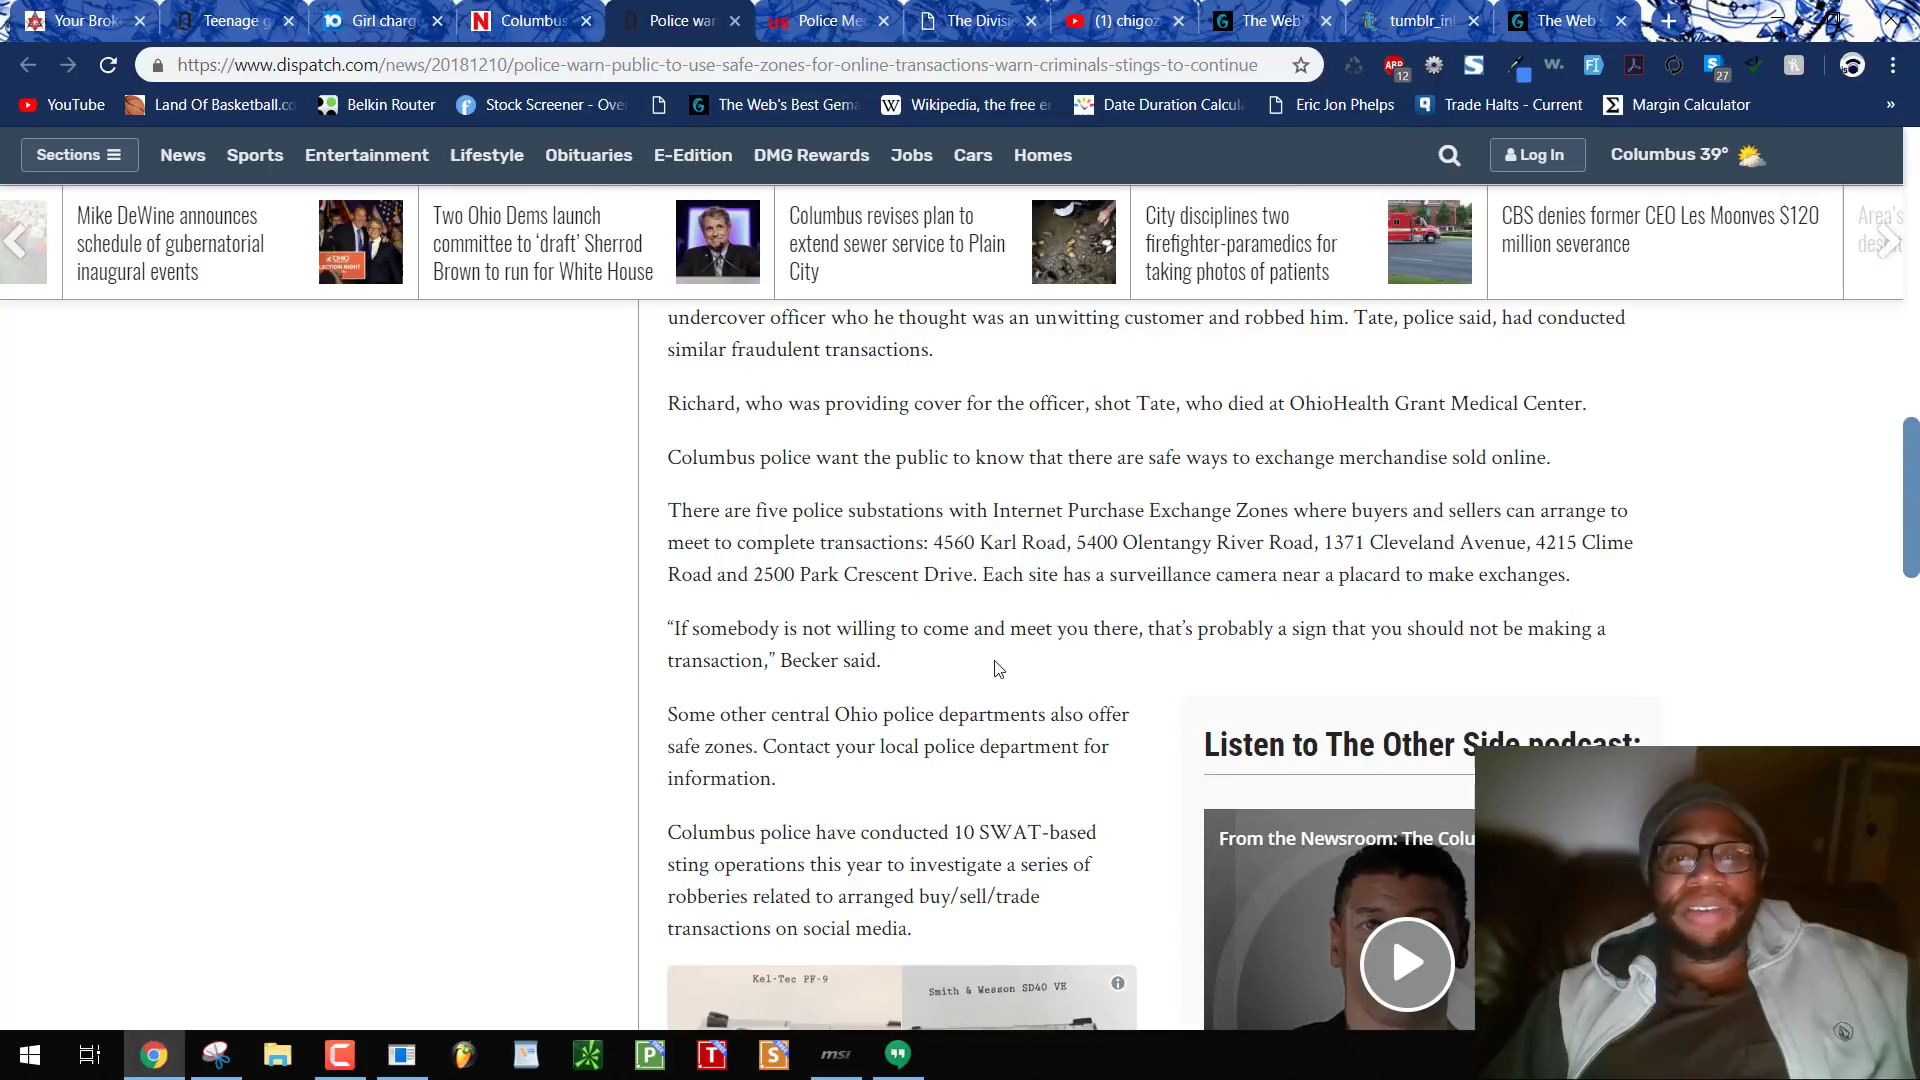 Your Brok
Teenage g
Girl charg
Columbus
Police war
Police Me
The Divisi
(1) chigoz
The Web'
tumblr_inl
The Web's
https://www.dispatch.com/news/20181210/police-warn-public-to-use-safe-zones-for-online-transactions-warn-criminals-stings-to-continue
ABP
12
27
YouTube
Land Of Basketball.co
Belkin Router
Stock Screener - Ove
The Web's Best Gema
Wikipedia, the free e
Date Duration Calcul
Eric Jon Phelps
Trade Halts - Current
Margin Calculator
»
Sections
News
Sports
Entertainment
Lifestyle
Obituaries
E-Edition
DMG Rewards
Jobs
Cars
Homes
Log In
Columbus 39°
Mike DeWine announces
schedule of gubernatorial
inaugural events
Two Ohio Dems launch
committee to ‘draft’ Sherrod
Brown to run for White House
Columbus revises plan to
extend sewer service to Plain
City
City disciplines two
firefighter-paramedics for
taking photos of patients
CBS denies former CEO Les Moonves $120
million severance
Area's
undercover officer who he thought was an unwitting customer and robbed him. Tate, police said, had conducted
similar fraudulent transactions.
Richard, who was providing cover for the officer, shot Tate, who died at OhioHealth Grant Medical Center.
Columbus police want the public to know that there are safe ways to exchange merchandise sold online.
There are five police substations with Internet Purchase Exchange Zones where buyers and sellers can arrange to
meet to complete transactions: 4560 Karl Road, 5400 Olentangy River Road, 1371 Cleveland Avenue, 4215 Clime
Road and 2500 Park Crescent Drive. Each site has a surveillance camera near a placard to make exchanges.
“If somebody is not willing to come and meet you there, that’s probably a sign that you should not be making a
transaction,” Becker said.
Some other central Ohio police departments also offer
safe zones. Contact your local police department for
information.
Columbus police have conducted 10 SWAT-based
sting operations this year to investigate a series of
robberies related to arranged buy/sell/trade
transactions on social media.
Kel-Tec PF-9
Smith & Wesson SD40 VE
Listen to The Other Side podcast:
From the Newsroom: The Colu
msi